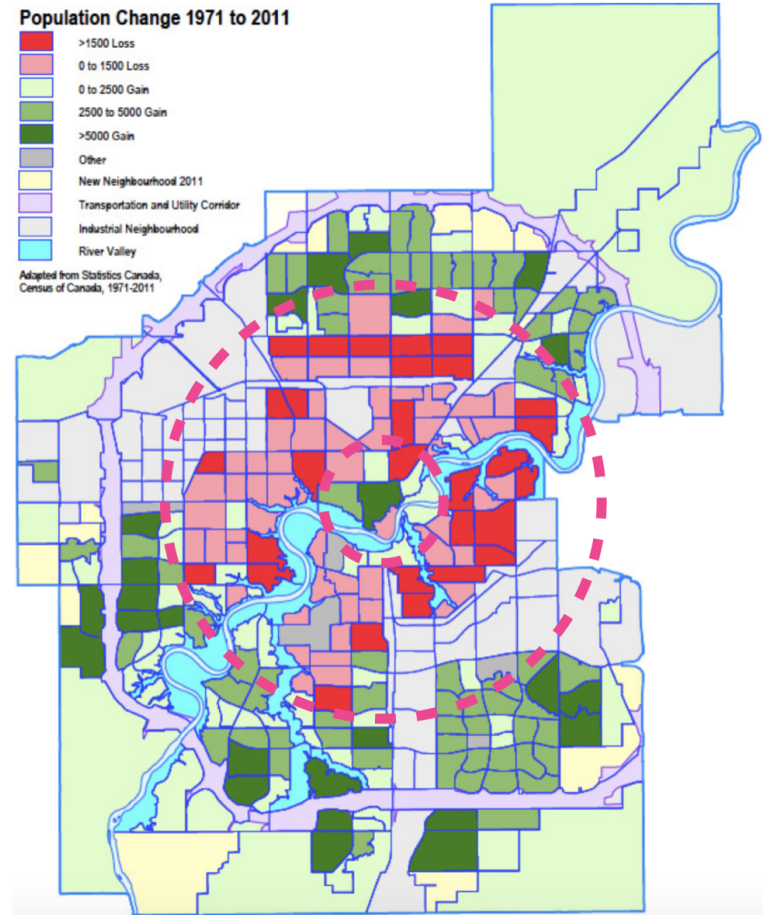 Population Change 1971 to 2011
>1500 Loss
0 to 1500 Loss
0 to 2500 Gain
2500 to 5000 Gain
>5000 Gain
Other
New Neighbourhood 2011
Transportation and Utility Corridor
Industrial Neighbourhood
River Valley
Adapted from Statistics Canada,
Census of Canada, 1971-2011